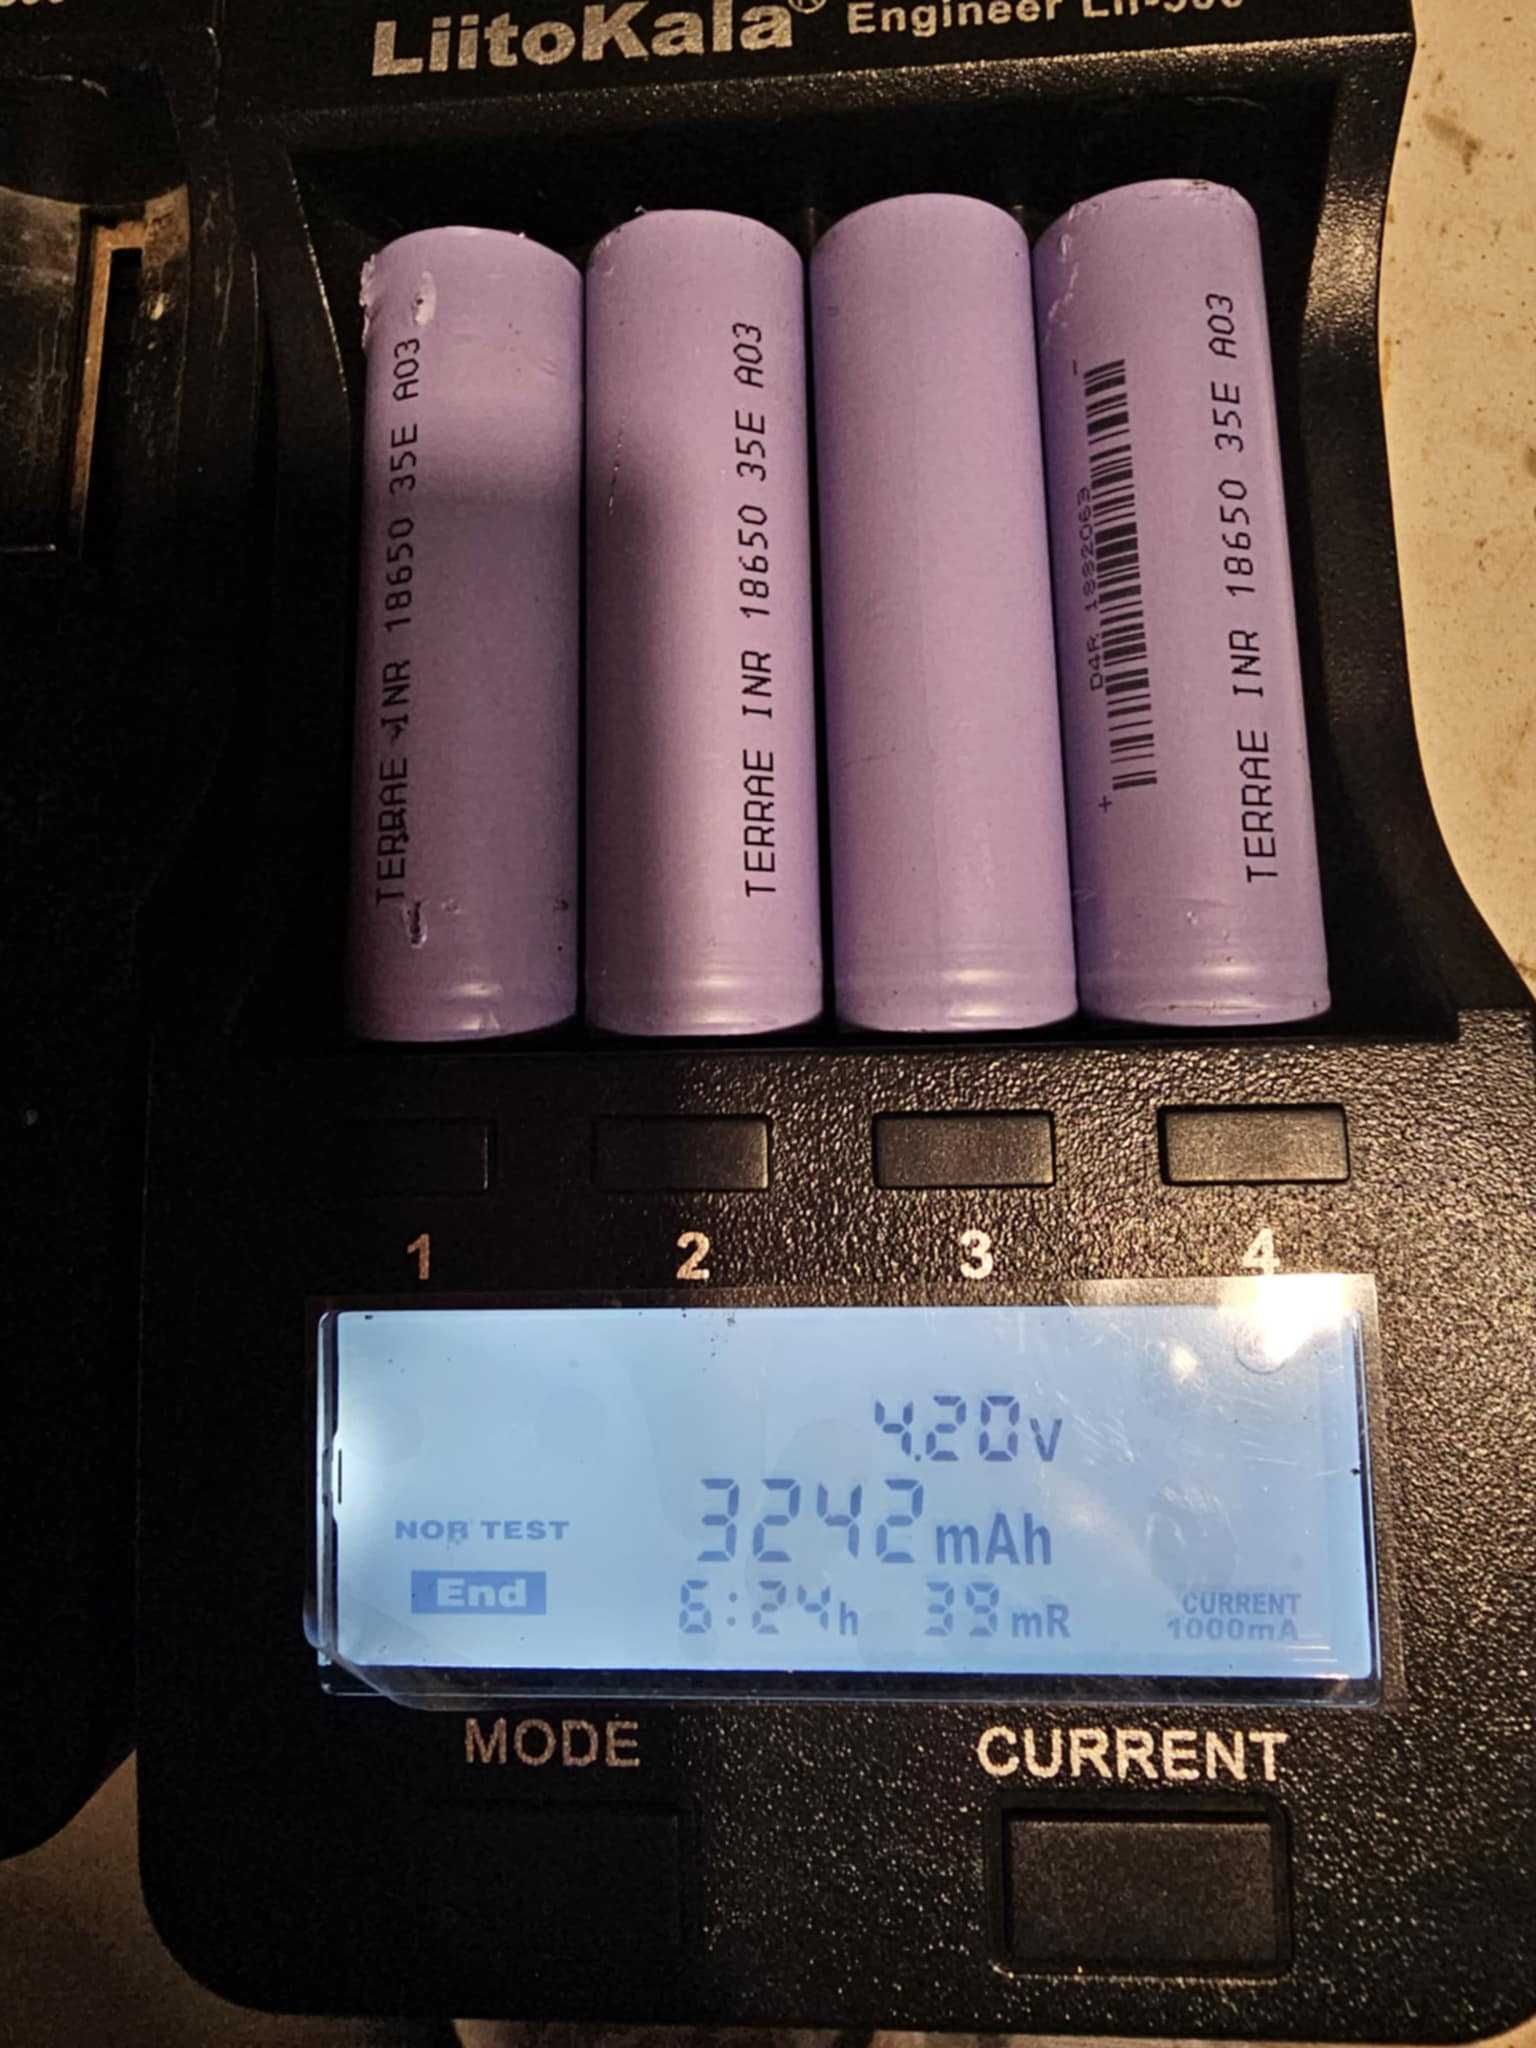 LiitoKala® Engineer
TERRAE INR 18650 35E A03
TERRAE INR 18650 35E A03
- +
D4R 1882063
TERRAE INR 18650 35E A03
1 2 3 4
4.20V
3242mAh
NOR TEST
End
6:24h 39mR
CURRENT
1000mA
MODE CURRENT